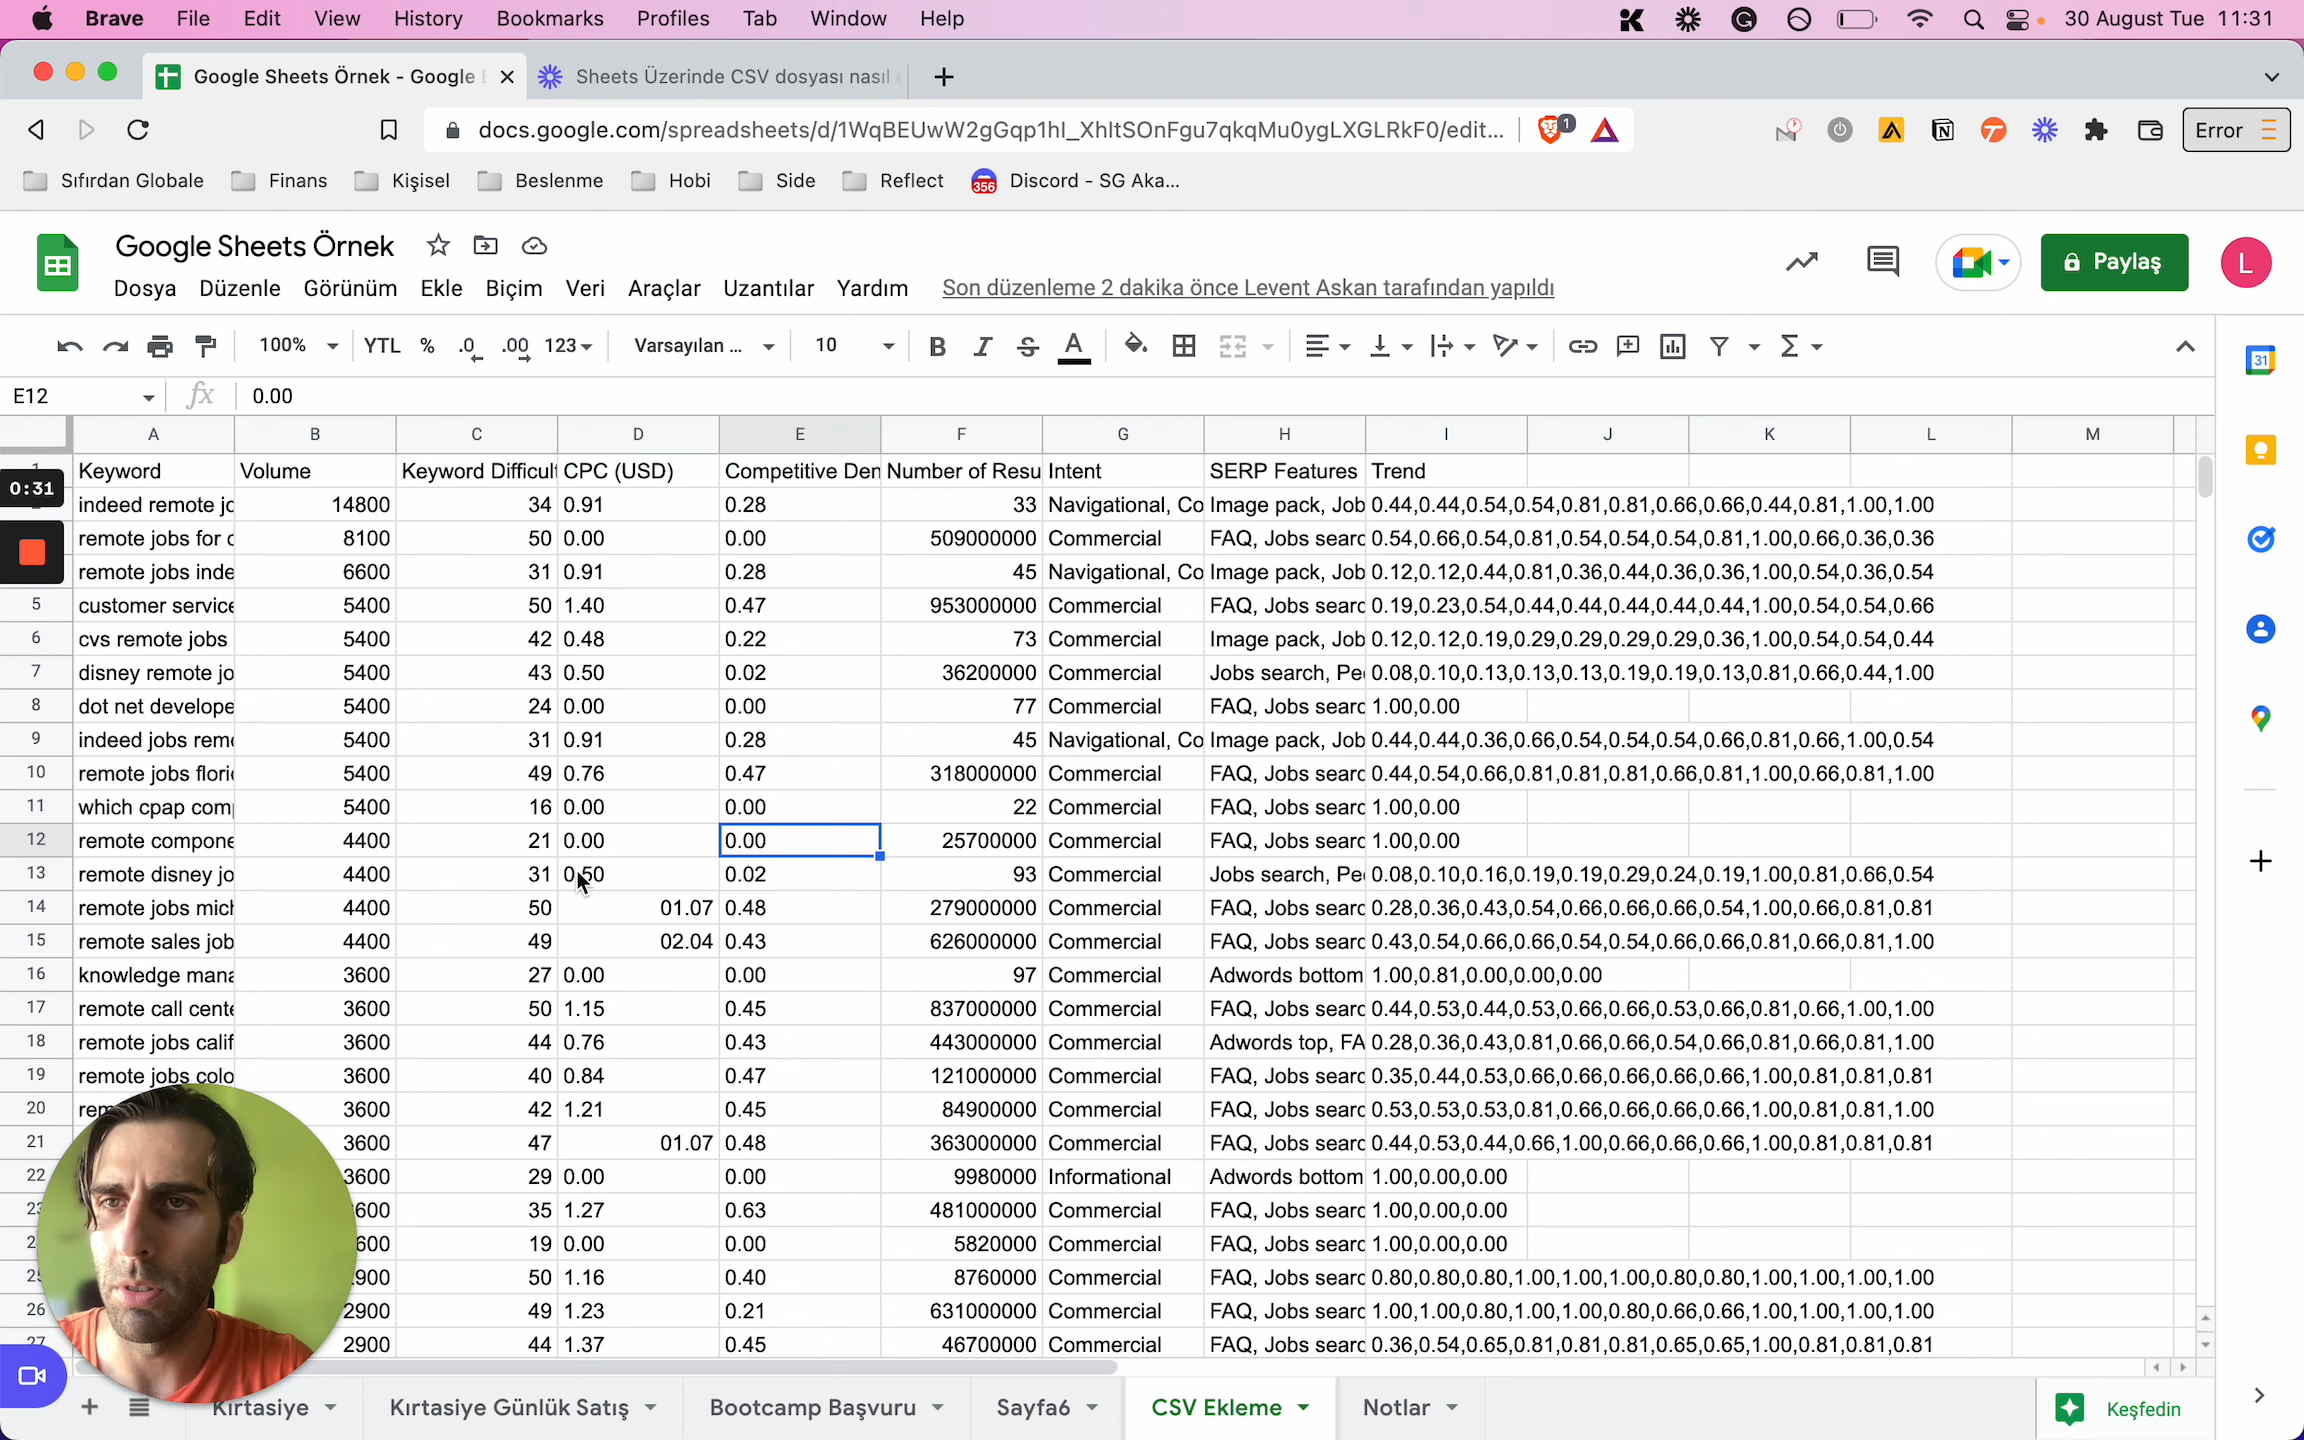 Brave File Edit View History Bookmarks Profiles Tab Window Help 30 August Tue 11:31
Google Sheets Örnek - Google Sheets Üzerinde CSV dosyası nasıl
docs.google.com/spreadsheets/d/1WqBEUwW2gGqp1hl_XhltSOnFgu7qkqMu0ygLXGLRkF0/edit... 1 Error
Sıfırdan Globale Finans Kişisel Beslenme Hobi Side Reflect 356 Discord - SG Aka...
Google Sheets Örnek
Paylaş L
Dosya Düzenle Görünüm Ekle Biçim Veri Araçlar Uzantılar Yardım Son düzenleme 2 dakika önce Levent Askan tarafından yapıldı
100% YTL % .0 .00 123 Varsayılan ... 10 B I S A
31
E12 fx 0.00
A B C D E F G H I J K L M
1 Keyword Volume Keyword Difficult CPC (USD) Competitive Den Number of Resu Intent SERP Features Trend
0:31
indeed remote jo 14800 34 0.91 0.28 33 Navigational, Co Image pack, Job 0.44,0.44,0.54,0.54,0.81,0.81,0.66,0.66,0.44,0.81,1.00,1.00
remote jobs for c 8100 50 0.00 0.00 509000000 Commercial FAQ, Jobs searc 0.54,0.66,0.54,0.81,0.54,0.54,0.54,0.81,1.00,0.66,0.36,0.36
remote jobs inde 6600 31 0.91 0.28 45 Navigational, Co Image pack, Job 0.12,0.12,0.44,0.81,0.36,0.44,0.36,0.36,1.00,0.54,0.36,0.54
5 customer service 5400 50 1.40 0.47 953000000 Commercial FAQ, Jobs searc 0.19,0.23,0.54,0.44,0.44,0.44,0.44,0.44,1.00,0.54,0.54,0.66
6 cvs remote jobs 5400 42 0.48 0.22 73 Commercial Image pack, Job 0.12,0.12,0.19,0.29,0.29,0.29,0.29,0.36,1.00,0.54,0.54,0.44
7 disney remote jo 5400 43 0.50 0.02 36200000 Commercial Jobs search, Pe 0.08,0.10,0.13,0.13,0.13,0.19,0.19,0.13,0.81,0.66,0.44,1.00
8 dot net develope 5400 24 0.00 0.00 77 Commercial FAQ, Jobs searc 1.00,0.00
9 indeed jobs rem 5400 31 0.91 0.28 45 Navigational, Co Image pack, Job 0.44,0.44,0.36,0.66,0.54,0.54,0.54,0.66,0.81,0.66,1.00,0.54
10 remote jobs flori 5400 49 0.76 0.47 318000000 Commercial FAQ, Jobs searc 0.44,0.54,0.66,0.81,0.81,0.81,0.66,0.81,1.00,0.66,0.81,1.00
11 which cpap com 5400 16 0.00 0.00 22 Commercial FAQ, Jobs searc 1.00,0.00
12 remote compone 4400 21 0.00 0.00 25700000 Commercial FAQ, Jobs searc 1.00,0.00
13 remote disney jo 4400 31 0.50 0.02 93 Commercial Jobs search, Pe 0.08,0.10,0.16,0.19,0.19,0.29,0.24,0.19,1.00,0.81,0.66,0.54
14 remote jobs mich 4400 50 01.07 0.48 279000000 Commercial FAQ, Jobs searc 0.28,0.36,0.43,0.54,0.66,0.66,0.66,0.54,1.00,0.66,0.81,0.81
15 remote sales job 4400 49 02.04 0.43 626000000 Commercial FAQ, Jobs searc 0.43,0.54,0.66,0.66,0.54,0.54,0.66,0.66,0.81,0.66,0.81,1.00
16 knowledge mana 3600 27 0.00 0.00 97 Commercial Adwords bottom 1.00,0.81,0.00,0.00,0.00
17 remote call cente 3600 50 1.15 0.45 837000000 Commercial FAQ, Jobs searc 0.44,0.53,0.44,0.53,0.66,0.66,0.53,0.66,0.81,0.66,1.00,1.00
18 remote jobs calif 3600 44 0.76 0.43 443000000 Commercial Adwords top, FA 0.28,0.36,0.43,0.81,0.66,0.66,0.54,0.66,0.81,0.66,0.81,1.00
19 remote jobs colo 3600 40 0.84 0.47 121000000 Commercial FAQ, Jobs searc 0.35,0.44,0.53,0.66,0.66,0.66,0.66,0.66,1.00,0.81,0.81,0.81
20 rem 3600 42 1.21 0.45 84900000 Commercial FAQ, Jobs searc 0.53,0.53,0.53,0.81,0.66,0.66,0.66,0.66,1.00,0.81,0.81,1.00
21 3600 47 01.07 0.48 363000000 Commercial FAQ, Jobs searc 0.44,0.53,0.44,0.66,1.00,0.66,0.66,0.66,1.00,0.81,0.81,0.81
22 3600 29 0.00 0.00 9980000 Informational Adwords bottom 1.00,0.00,0.00
23 600 35 1.27 0.63 481000000 Commercial FAQ, Jobs searc 1.00,0.00,0.00
2 600 19 0.00 0.00 5820000 Commercial FAQ, Jobs searc 1.00,0.00,0.00
25 900 50 1.16 0.40 8760000 Commercial FAQ, Jobs searc 0.80,0.80,0.80,1.00,1.00,1.00,0.80,0.80,1.00,1.00,1.00,1.00
26 2900 49 1.23 0.21 631000000 Commercial FAQ, Jobs searc 1.00,1.00,0.80,1.00,1.00,0.80,0.66,0.66,1.00,1.00,1.00,1.00
27 2900 44 1.37 0.45 46700000 Commercial FAQ, Jobs searc 0.36,0.54,0.65,0.81,0.81,0.81,0.65,0.65,1.00,0.81,0.81,0.81
Kırtasiye Kırtasiye Günlük Satış Bootcamp Başvuru Sayfa6 CSV Ekleme Notlar Keşfedin